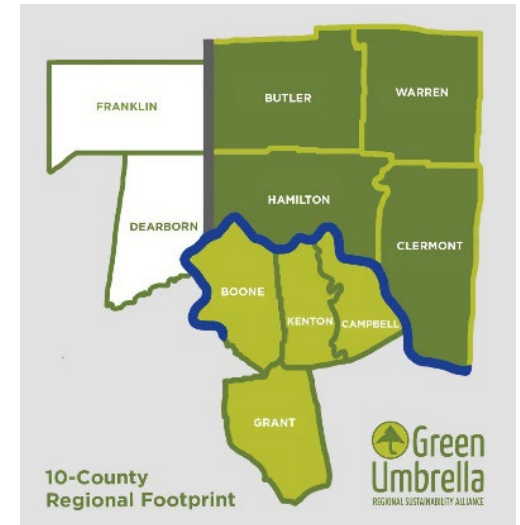 FRANKLIN
BUTLER
WARREN
DEARBORN
HAMILTON
CLERMONT
BOONE
KENTON
CAMPBELL
GRANT
10-County
Regional Footprint
Green
Umbrella
REGIONAL SUSTAINABILITY ALLIANCE